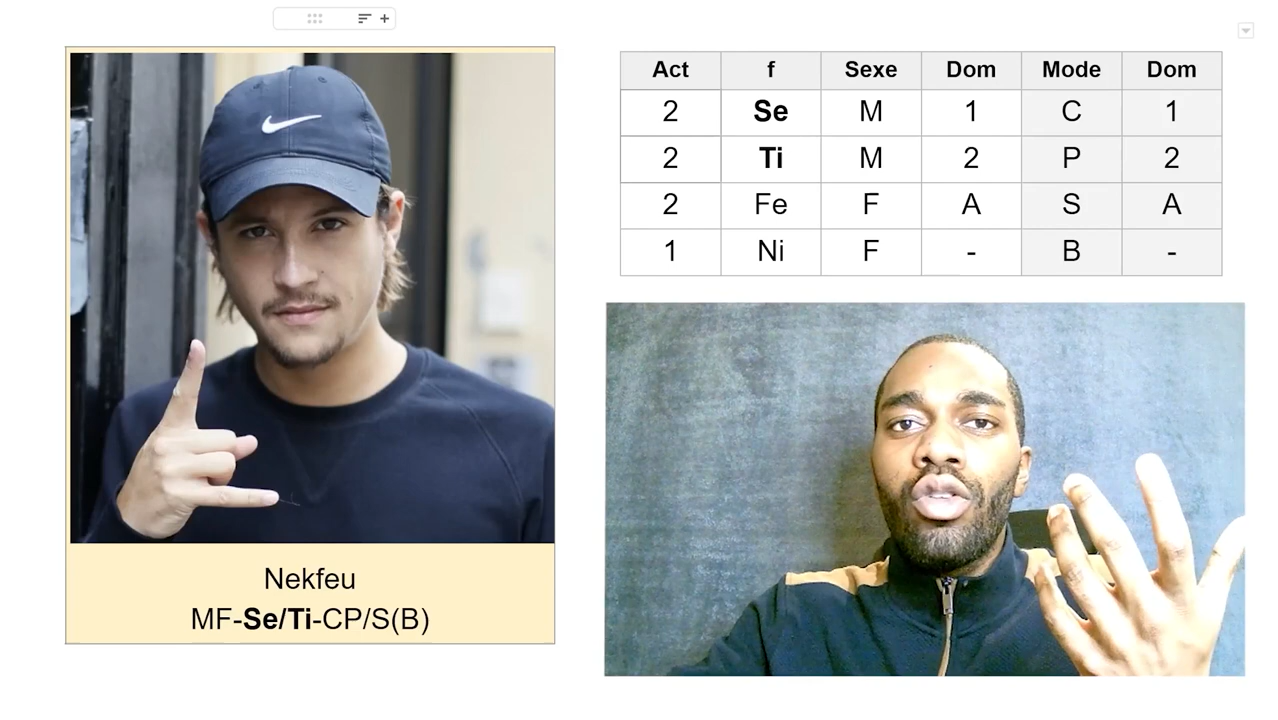 Act f Sexe Dom Mode Dom
2 Se M 1 C 1
2 Ti M 2 P 2
2 Fe F A S A
1 Ni F - B -
Nekfeu
MF-Se/Ti-CP/S(B)